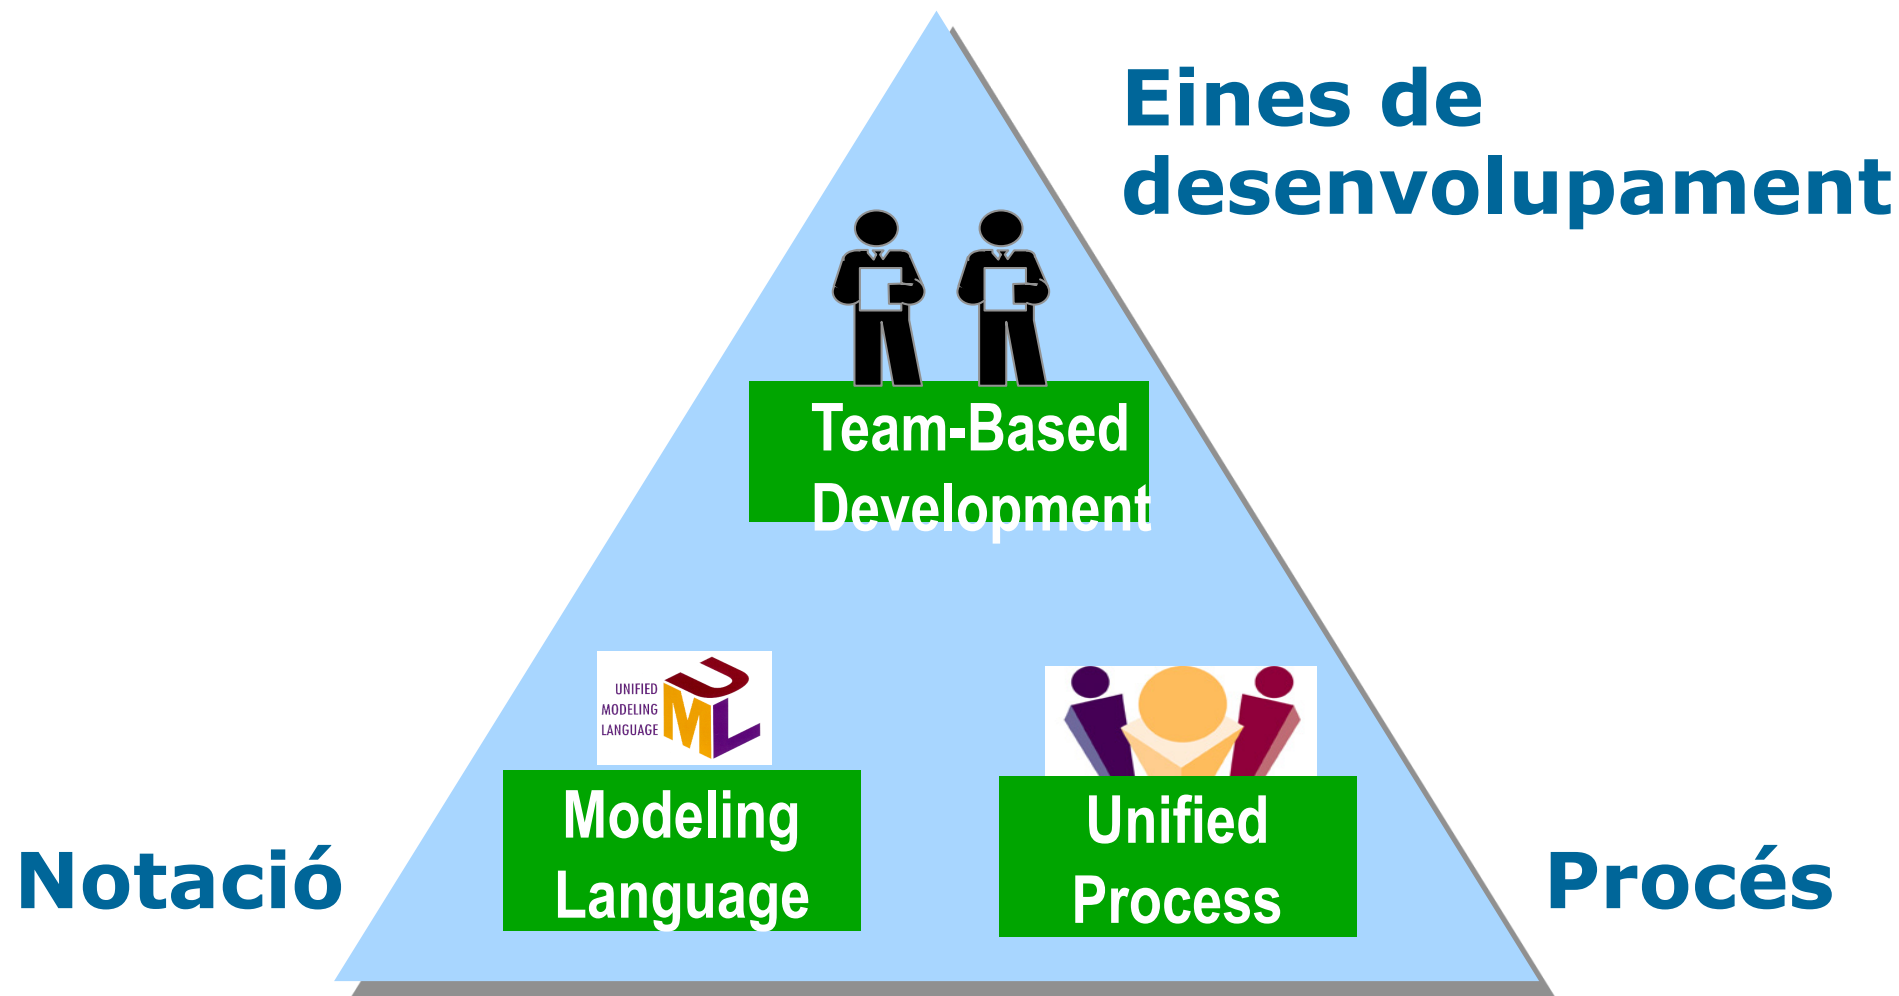 Eines de
desenvolupament
Team-Based
Development
UNIFIED
MODELING
LANGUAGE
UML
Modeling
Language
Unified
Process
Notació
Procés